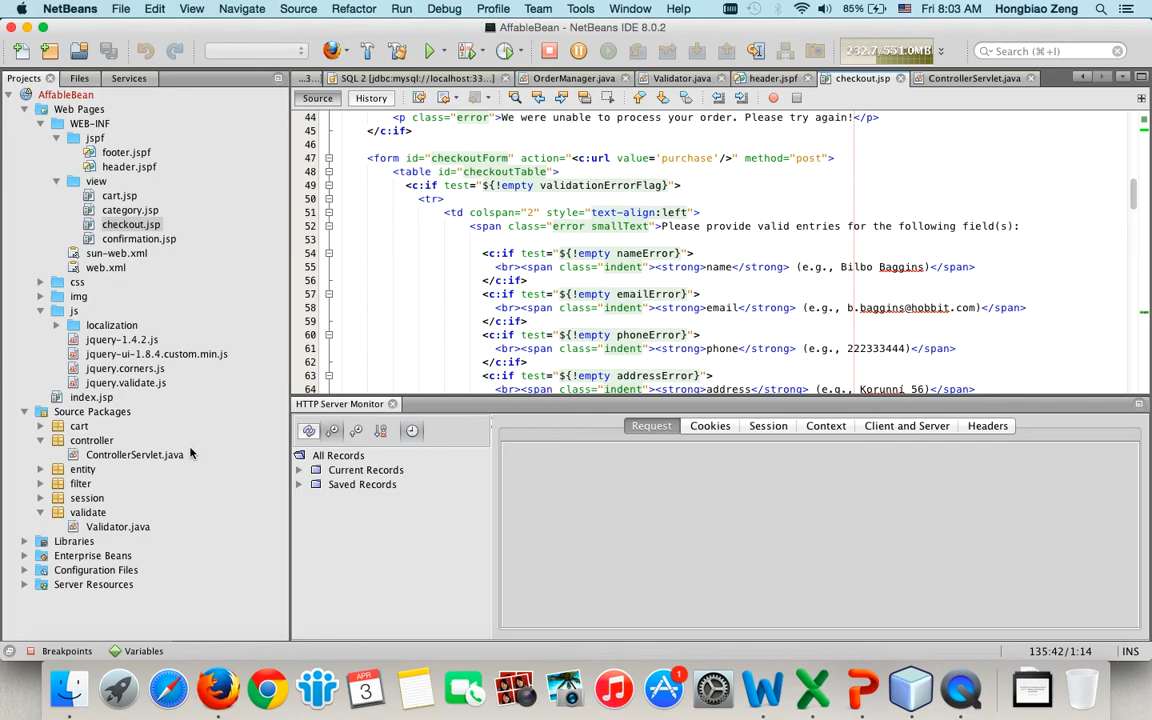 NetBeans File Edit View Navigate Source Refactor Run Debug Profile Team Tools Window Help 85% Fri 8:03 AM Hongbiao Zeng
AffableBean - NetBeans IDE 8.0.2
232.7/551.0MB Search (⌘+I)
Projects Files Services
...3... SQL 2 [jdbc:mysql://localhost:33... OrderManager.java Validator.java header.jspf checkout.jsp ControllerServlet.java
Source History
AffableBean
Web Pages
WEB-INF
jspf
footer.jspf
header.jspf
view
cart.jsp
category.jsp
checkout.jsp
confirmation.jsp
sun-web.xml
web.xml
css
img
js
localization
jquery-1.4.2.js
jquery-ui-1.8.4.custom.min.js
jquery.corners.js
jquery.validate.js
index.jsp
Source Packages
cart
controller
ControllerServlet.java
entity
filter
session
validate
Validator.java
Libraries
Enterprise Beans
Configuration Files
Server Resources
44 <p class="error">We were unable to process your order. Please try again!</p>
45 </c:if>
46
47 <form id="checkoutForm" action="<c:url value='purchase'/>" method="post">
48 <table id="checkoutTable">
49 <c:if test="${!empty validationErrorFlag}">
50 <tr>
51 <td colspan="2" style="text-align:left">
52 <span class="error smallText">Please provide valid entries for the following field(s):
53
54 <c:if test="${!empty nameError}">
55 <br><span class="indent"><strong>name</strong> (e.g., Bilbo Baggins)</span>
56 </c:if>
57 <c:if test="${!empty emailError}">
58 <br><span class="indent"><strong>email</strong> (e.g., b.baggins@hobbit.com)</span>
59 </c:if>
60 <c:if test="${!empty phoneError}">
61 <br><span class="indent"><strong>phone</strong> (e.g., 222333444)</span>
62 </c:if>
63 <c:if test="${!empty addressError}">
64 <br><span class="indent"><strong>address</strong> (e.g., Korunní 56)</span>
HTTP Server Monitor
All Records
Current Records
Saved Records
Request Cookies Session Context Client and Server Headers
Breakpoints Variables 135:42/1:14 INS
APR
3
1